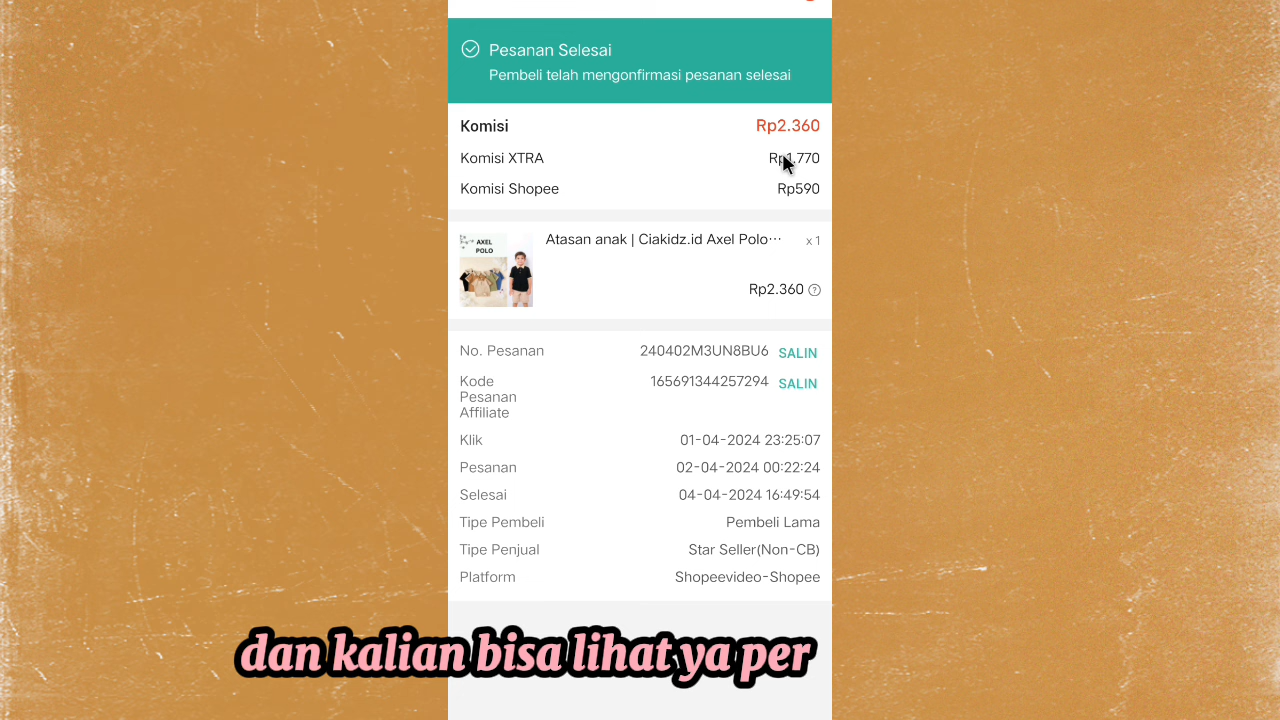 Pesanan Selesai
Pembeli telah mengonfirmasi pesanan selesai
Komisi Rp2.360
Komisi XTRA Rp1.770
Komisi Shopee Rp590
AXEL
POLO
Atasan anak | Ciakidz.id Axel Polo··· x 1
Rp2.360 ?
No. Pesanan 240402M3UN8BU6 SALIN
Kode Pesanan Affiliate 165691344257294 SALIN
Klik 01-04-2024 23:25:07
Pesanan 02-04-2024 00:22:24
Selesai 04-04-2024 16:49:54
Tipe Pembeli Pembeli Lama
Tipe Penjual Star Seller(Non-CB)
Platform Shopeevideo-Shopee
dan kalian bisa lihat ya per